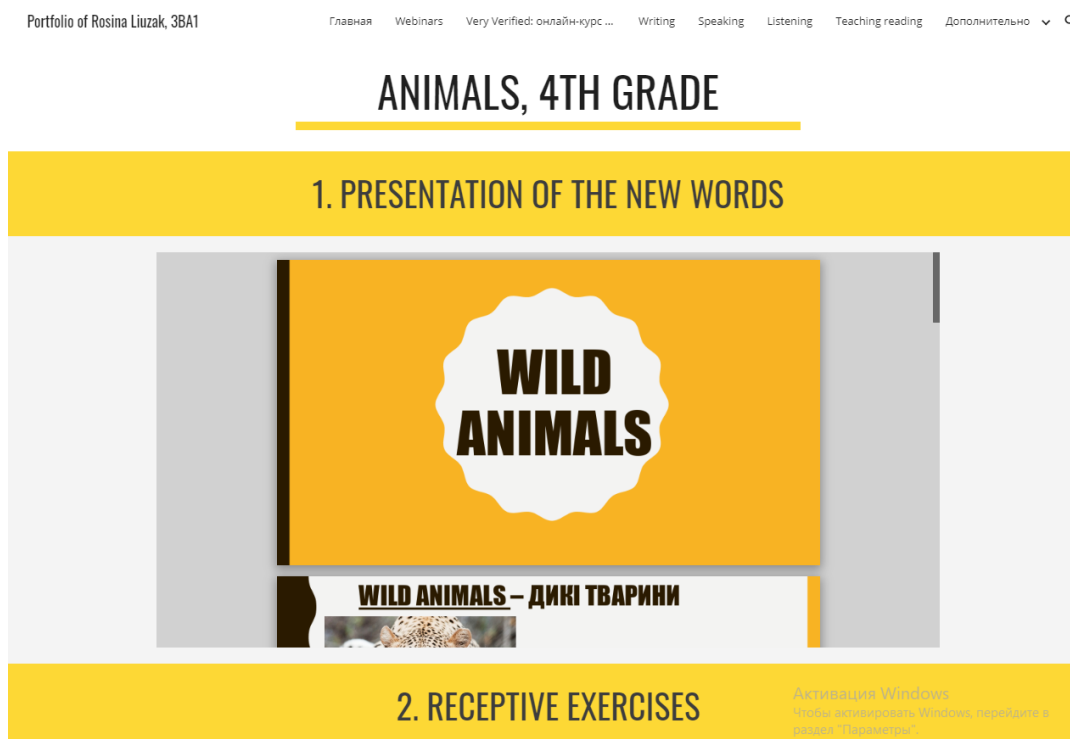 Portfolio of Rosina Liuzak, 3BA1
Главная Webinars Very Verified: онлайн-курс ... Writing Speaking Listening Teaching reading Дополнительно
ANIMALS, 4TH GRADE
1. PRESENTATION OF THE NEW WORDS
WILD
ANIMALS
WILD ANIMALS – ДИКІ ТВАРИНИ
2. RECEPTIVE EXERCISES
Активация Windows
Чтобы активировать Windows, перейдите в
раздел "Параметры".